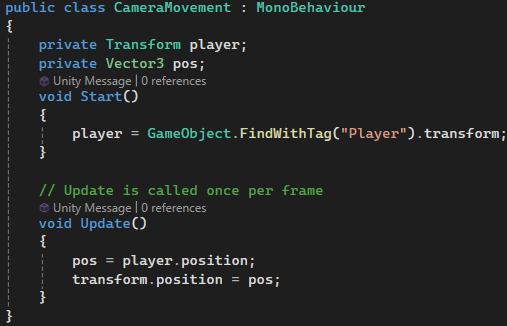 public class CameraMovement : MonoBehaviour
{
    private Transform player;
    private Vector3 pos;
    Unity Message | 0 references
    void Start()
    {
        player = GameObject.FindWithTag("Player").transform;
    }

    // Update is called once per frame
    Unity Message | 0 references
    void Update()
    {
        pos = player.position;
        transform.position = pos;
    }
}